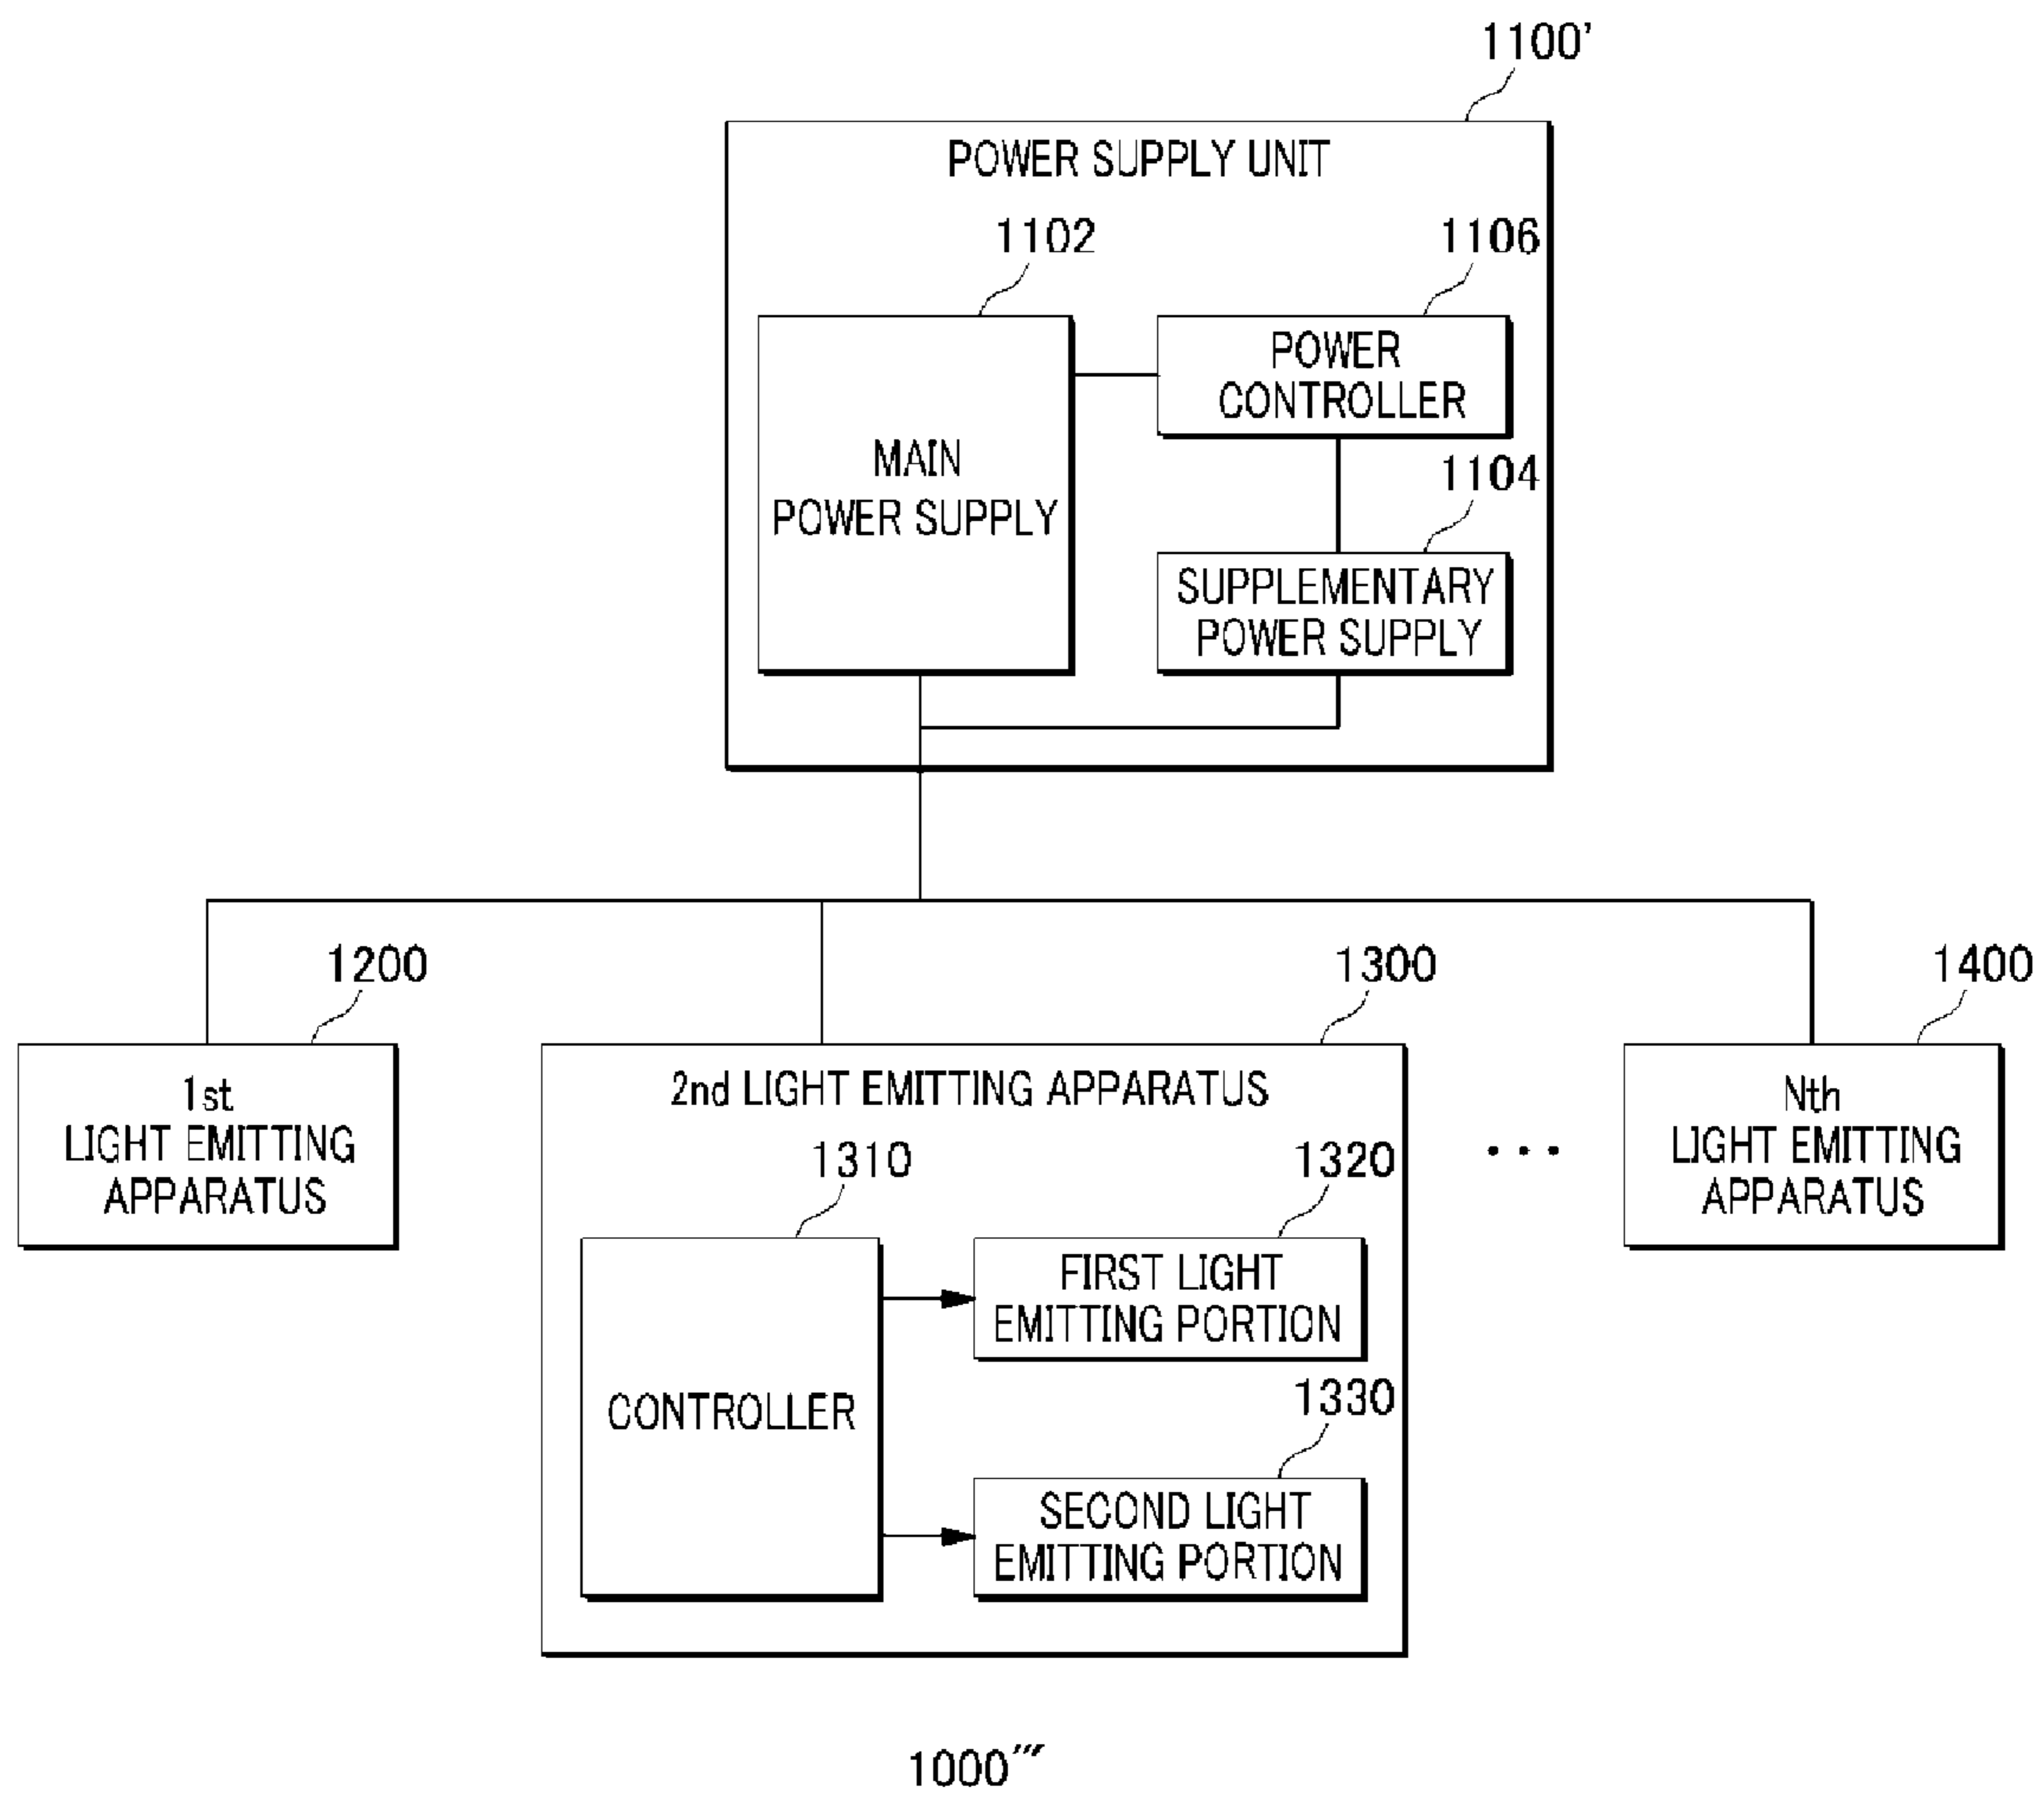 1100'
POWER SUPPLY UNIT
1102
1106
MAIN
POWER SUPPLY
POWER
CONTROLLER
1104
SUPPLEMENTARY
POWER SUPPLY
1200
1st
LIGHT EMITTING
APPARATUS
1300
2nd LIGHT EMITTING APPARATUS
1310
CONTROLLER
1320
FIRST LIGHT
EMITTING PORTION
1330
SECOND LIGHT
EMITTING PORTION
• • •
1400
Nth
LIGHT EMITTING
APPARATUS
1000'''